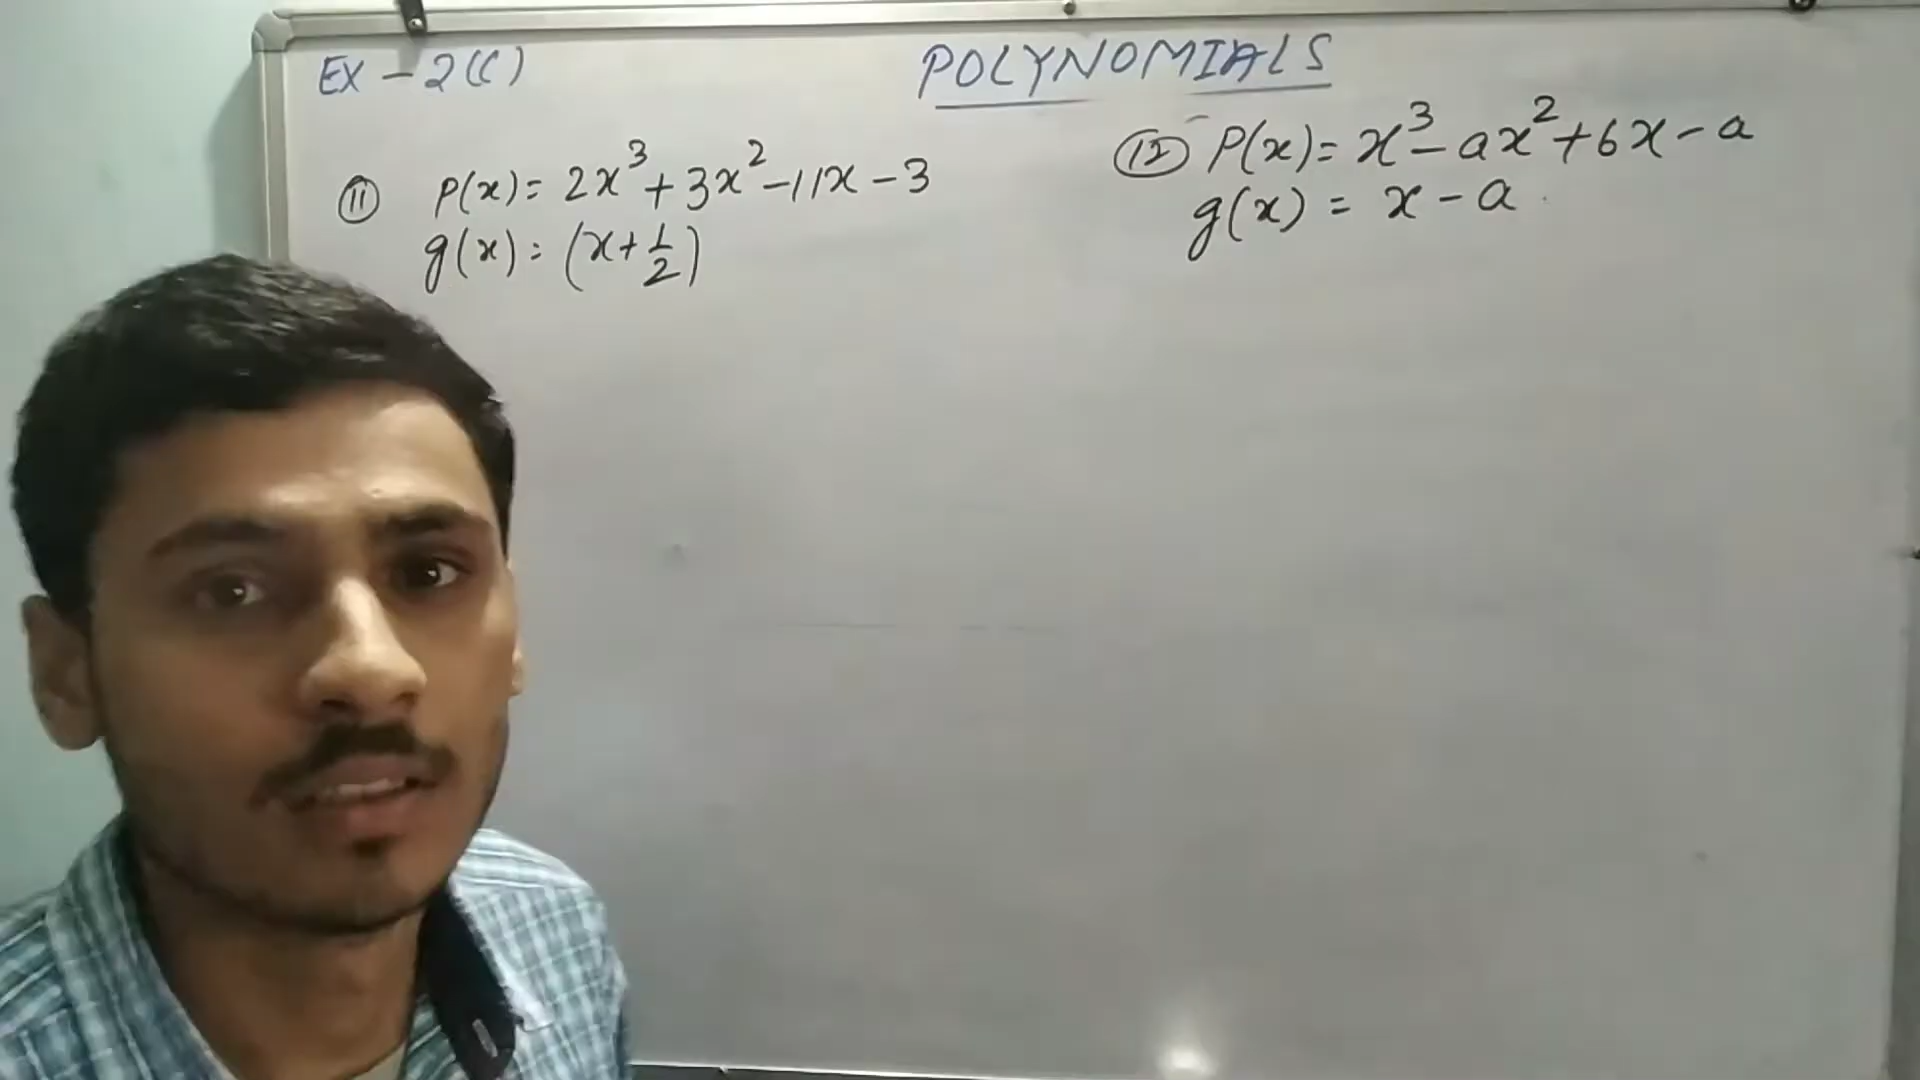 EX - 2(C)
POLYNOMIALS
11 p(x) = 2x³ + 3x² - 11x - 3
g(x) = (x + 1/2)
12 P(x) = x³ - ax² + 6x - a
g(x) = x - a